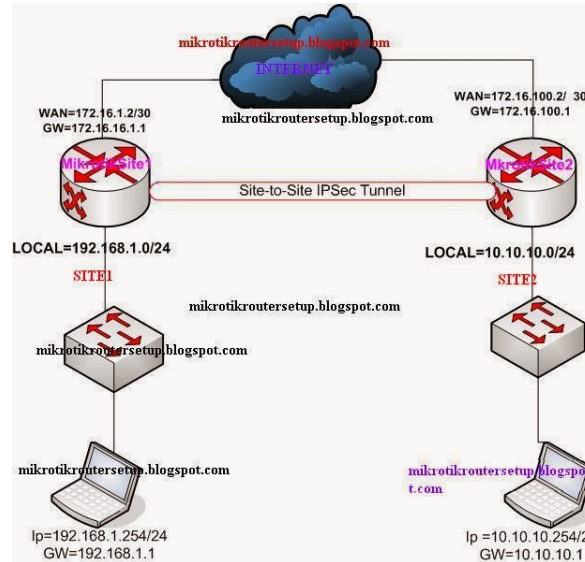 mikrotikroutersetup.blogspot.com
INTERNET
mikrotikroutersetup.blogspot.com
WAN=172.16.1.2/30
GW=172.16.16.1.1
WAN=172.16.100.2/ 30
GW=172.16.100.1
MikrotikSite1
MkrotikSite2
Site-to-Site IPSec Tunnel
LOCAL=192.168.1.0/24
LOCAL=10.10.10.0/24
SITE1
SITE2
mikrotikroutersetup.blogspot.com
mikrotikroutersetup.blogspot.com
mikrotikroutersetup.blogspot.com
mikrotikroutersetup.blogspo
t.com
Ip=192.168.1.254/24
GW=192.168.1.1
Ip =10.10.10.254/2
GW=10.10.10.1